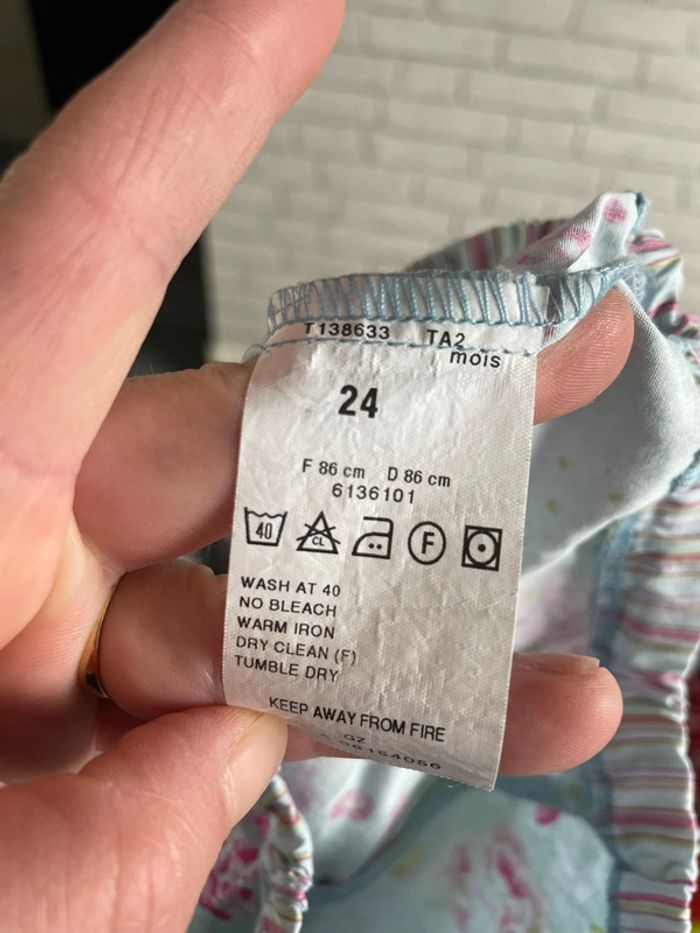 T138633 TA2
mois
24
F 86 cm D 86 cm
6136101
40 CL F
WASH AT 40
NO BLEACH
WARM IRON
DRY CLEAN (F)
TUMBLE DRY
KEEP AWAY FROM FIRE
GZ